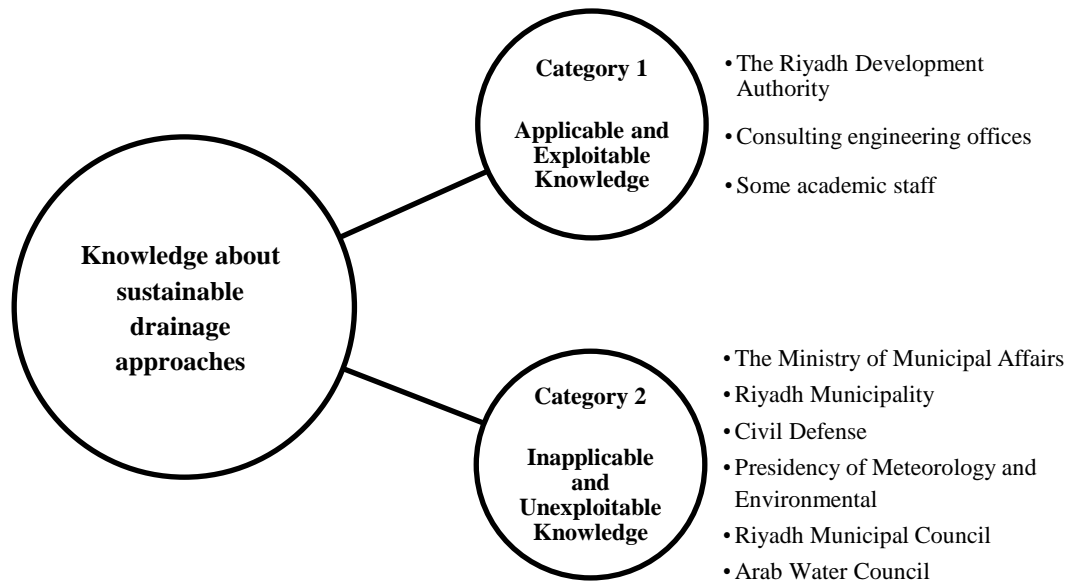 Knowledge about
sustainable
drainage
approaches
Category 1
Applicable and
Exploitable
Knowledge
• The Riyadh Development
Authority
• Consulting engineering offices
• Some academic staff
Category 2
Inapplicable
and
Unexploitable
Knowledge
• The Ministry of Municipal Affairs
• Riyadh Municipality
• Civil Defense
• Presidency of Meteorology and
Environmental
• Riyadh Municipal Council
• Arab Water Council